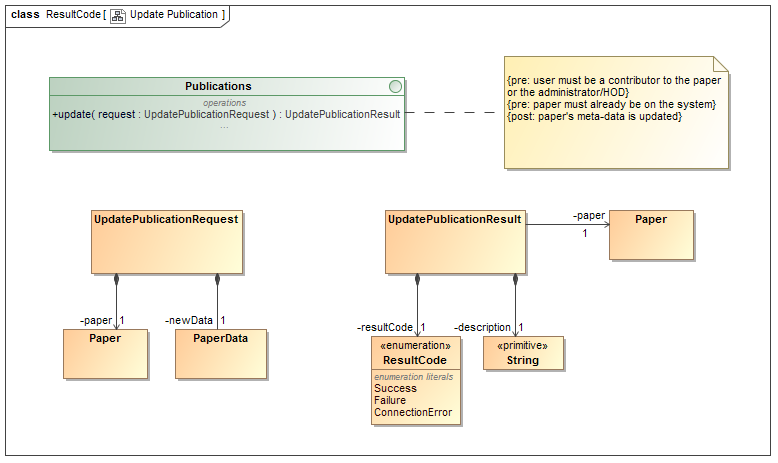 class ResultCode [ Update Publication ]
Publications
operations
+update( request : UpdatePublicationRequest ) : UpdatePublicationResult
...
{pre: user must be a contributor to the paper
or the administrator/HOD}
{pre: paper must already be on the system}
{post: paper's meta-data is updated}
UpdatePublicationRequest
-paper 1
Paper
-newData 1
PaperData
UpdatePublicationResult
-paper
1
Paper
-resultCode 1
«enumeration»
ResultCode
enumeration literals
Success
Failure
ConnectionError
-description 1
«primitive»
String